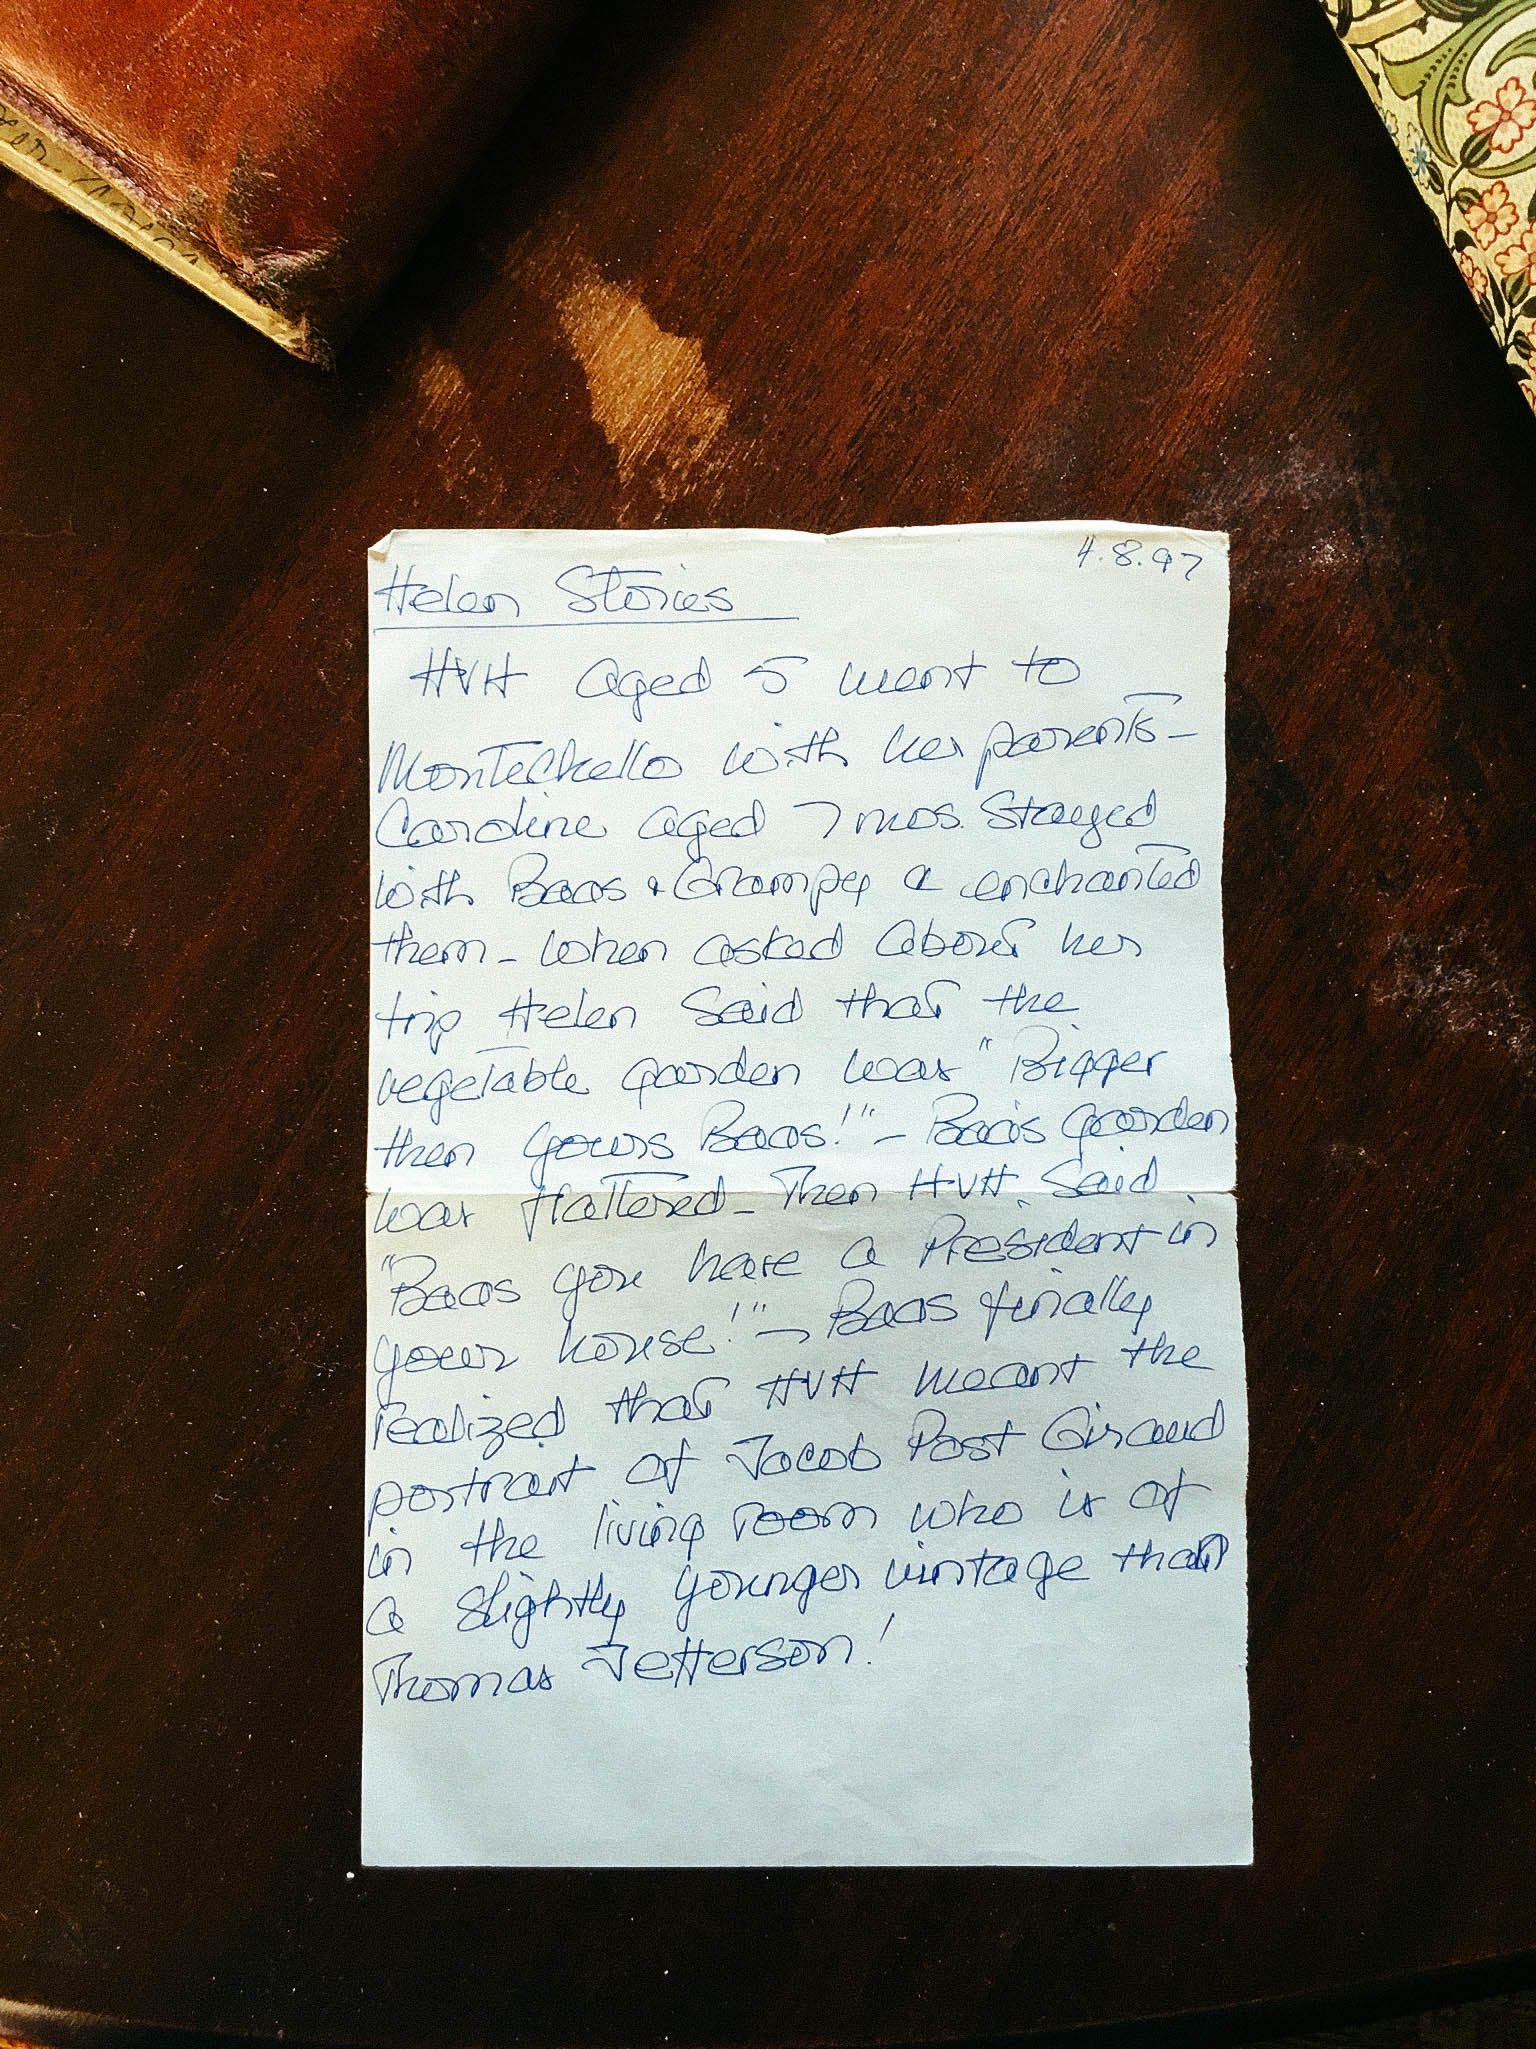 4.8.97
Helen Stories
HVH aged 5 went to
Montechello with her parents -
Caroline aged 7 mos. Stayed
with Baas & Grampy & enchanted
them - When asked about her
trip Helen Said that the
vegetable garden was "Bigger
then yours Baas!" - Baa's Garden
was flattered - Then HVH Said
"Baas you have a President in
your house!" - Baas finally
realized that HVH meant the
portrait of Jacob Post Giraud
in the living room who is of
a slightly younger vintage than
Thomas Jefferson!